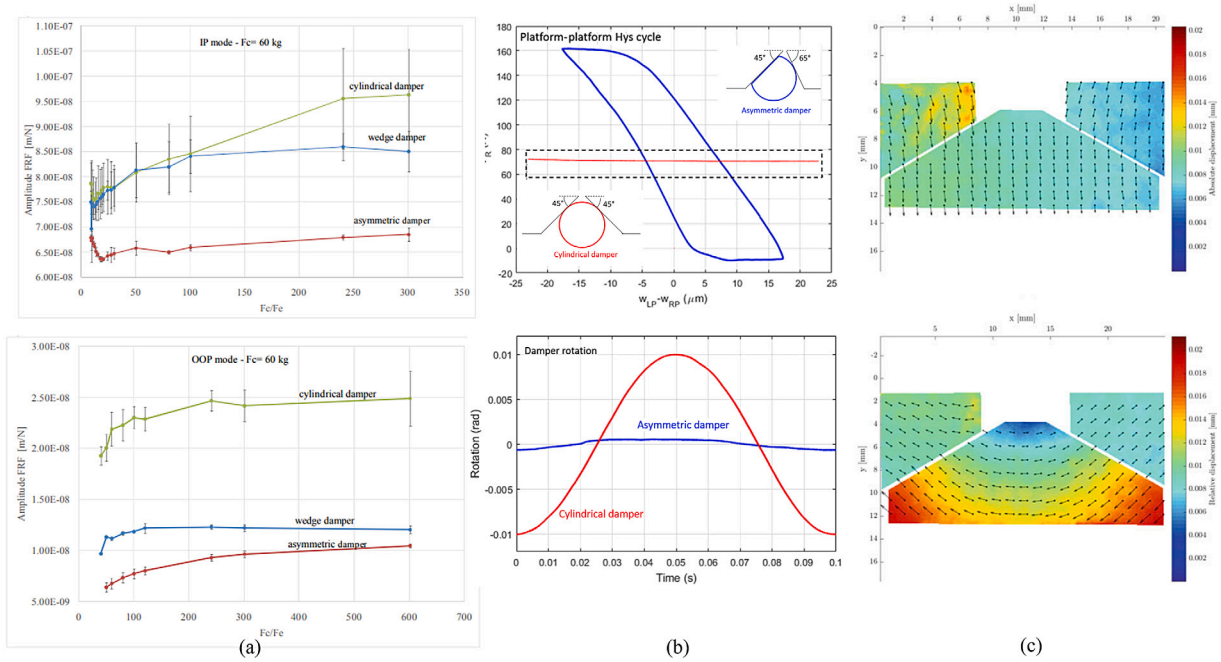 IP mode - Fc= 60 kg
1.10E-07
1.05E-07
9.50E-08
9.00E-08
8.50E-08
8.00E-08
7.50E-08
7.00E-08
6.50E-08
6.00E-08
Amplitude FRF [m/N]
cylindrical damper
wedge damper
asymmetric damper
0 50 100 150 200 250 300 350
Fc/Fe
OOP mode - Fc= 60 kg
3.00E-08
2.50E-08
2.00E-08
1.50E-08
1.00E-08
5.00E-09
Amplitude FRF [m/N]
cylindrical damper
wedge damper
asymmetric damper
0 100 200 300 400 500 600 700
Fc/Fe
(a)
Platform-platform Hys cycle
180
160
140
120
100
80
60
40
20
0
-20
45° 65°
Asymmetric damper
45° 45°
Cylindrical damper
-25 -20 -15 -10 -5 0 5 10 15 20 25
wLP-wRP (μm)
Damper rotation
0.01
0.005
0
-0.005
-0.01
Rotation (rad)
Asymmetric damper
Cylindrical damper
0 0.01 0.02 0.03 0.04 0.05 0.06 0.07 0.08 0.09 0.1
Time (s)
(b)
x [mm]
2 4 6 8 10 12 14 16 18 20
0
2
4
6
8
10
12
14
16
y [mm]
0.02
0.018
0.016
0.014
0.012
0.01
0.008
0.006
0.004
0.002
0
Absolute displacement [mm]
x [mm]
5 10 15 20
-2
0
2
4
6
8
10
12
14
16
y [mm]
0.02
0.018
0.016
0.014
0.012
0.01
0.008
0.006
0.004
0.002
0
Relative displacement [mm]
(c)